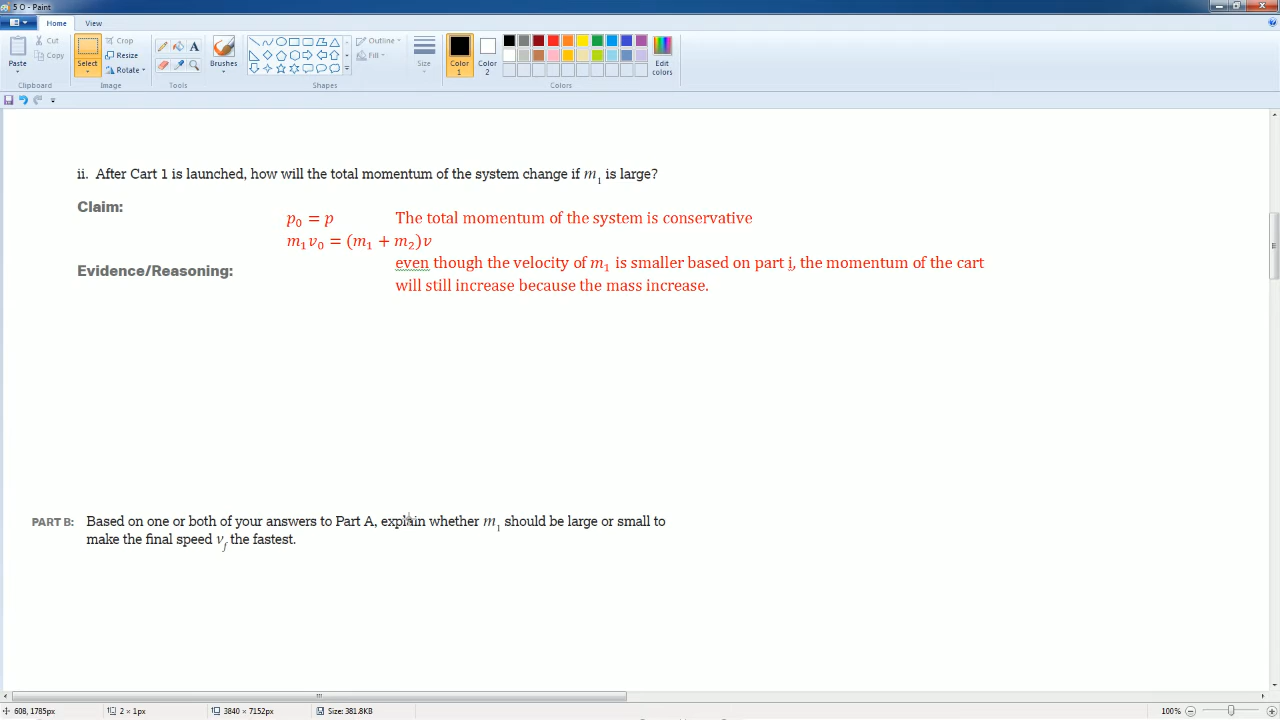 5 O - Paint
Home
View
Paste
Cut
Copy
Clipboard
Select
Crop
Resize
Rotate
Image
Tools
Brushes
Outline
Fill
Shapes
Size
Color
1
Color
2
Edit
colors
Colors
ii. After Cart 1 is launched, how will the total momentum of the system change if m₁ is large?
Claim:
p₀ = p The total momentum of the system is conservative
m₁v₀ = (m₁ + m₂)v
Evidence/Reasoning:
even though the velocity of m₁ is smaller based on part i, the momentum of the cart
will still increase because the mass increase.
PART B: Based on one or both of your answers to Part A, explain whether m₁ should be large or small to
make the final speed v_f the fastest.
608, 1785px
2 × 1px
3840 × 7152px
Size: 381.8KB
100%